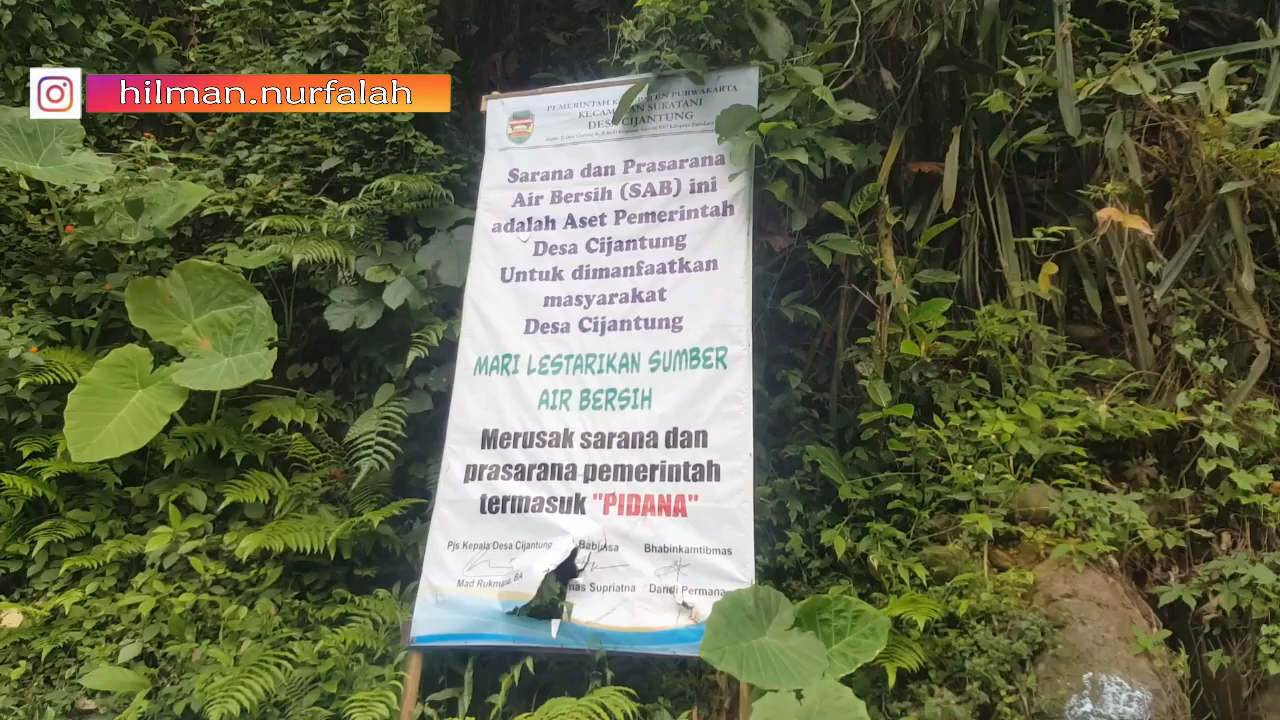 hilman.nurfalah
PEMERINTAH KABUPATEN PURWAKARTA
KECAMATAN SUKATANI
DESA CIJANTUNG
Sarana dan Prasarana
Air Bersih (SAB) ini
adalah Aset Pemerintah
Desa Cijantung
Untuk dimanfaatkan
masyarakat
Desa Cijantung
MARI LESTARIKAN SUMBER
AIR BERSIH
Merusak sarana dan
prasarana pemerintah
termasuk "PIDANA"
Pjs Kepala Desa Cijantung Babinsa Bhabinkamtibmas
Mad Rukmana, BA Supriatna Dandi Permana